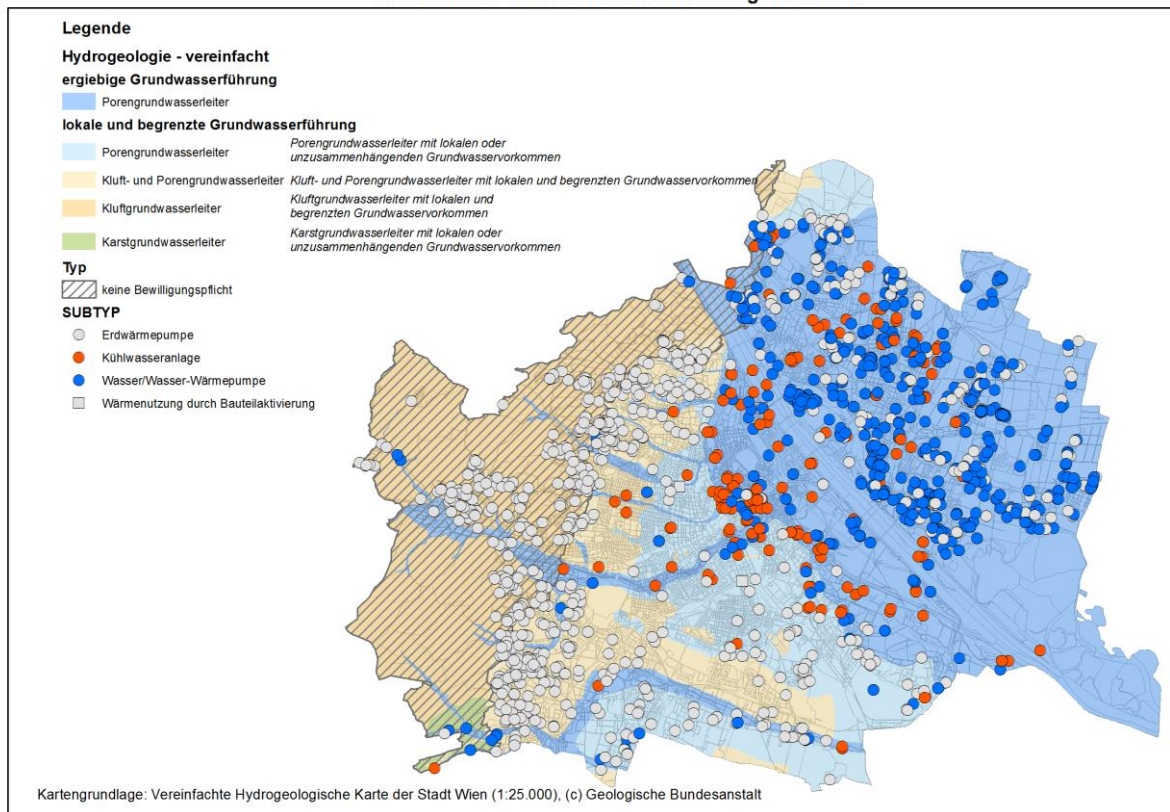 Legende
Hydrogeologie - vereinfacht
ergiebige Grundwasserführung
Porengrundwasserleiter
lokale und begrenzte Grundwasserführung
Porengrundwasserleiter Porengrundwasserleiter mit lokalen oder
unzusammenhängenden Grundwasservorkommen
Kluft- und Porengrundwasserleiter Kluft- und Porengrundwasserleiter mit lokalen und begrenzten Grundwasservorkommen
Kluftgrundwasserleiter Kluftgrundwasserleiter mit lokalen und
begrenzten Grundwasservorkommen
Karstgrundwasserleiter Karstgrundwasserleiter mit lokalen oder
unzusammenhängenden Grundwasservorkommen
Typ
keine Bewilligungspflicht
SUBTYP
Erdwärmepumpe
Kühlwasseranlage
Wasser/Wasser-Wärmepumpe
Wärmenutzung durch Bauteilaktivierung
Kartengrundlage: Vereinfachte Hydrogeologische Karte der Stadt Wien (1:25.000), (c) Geologische Bundesanstalt